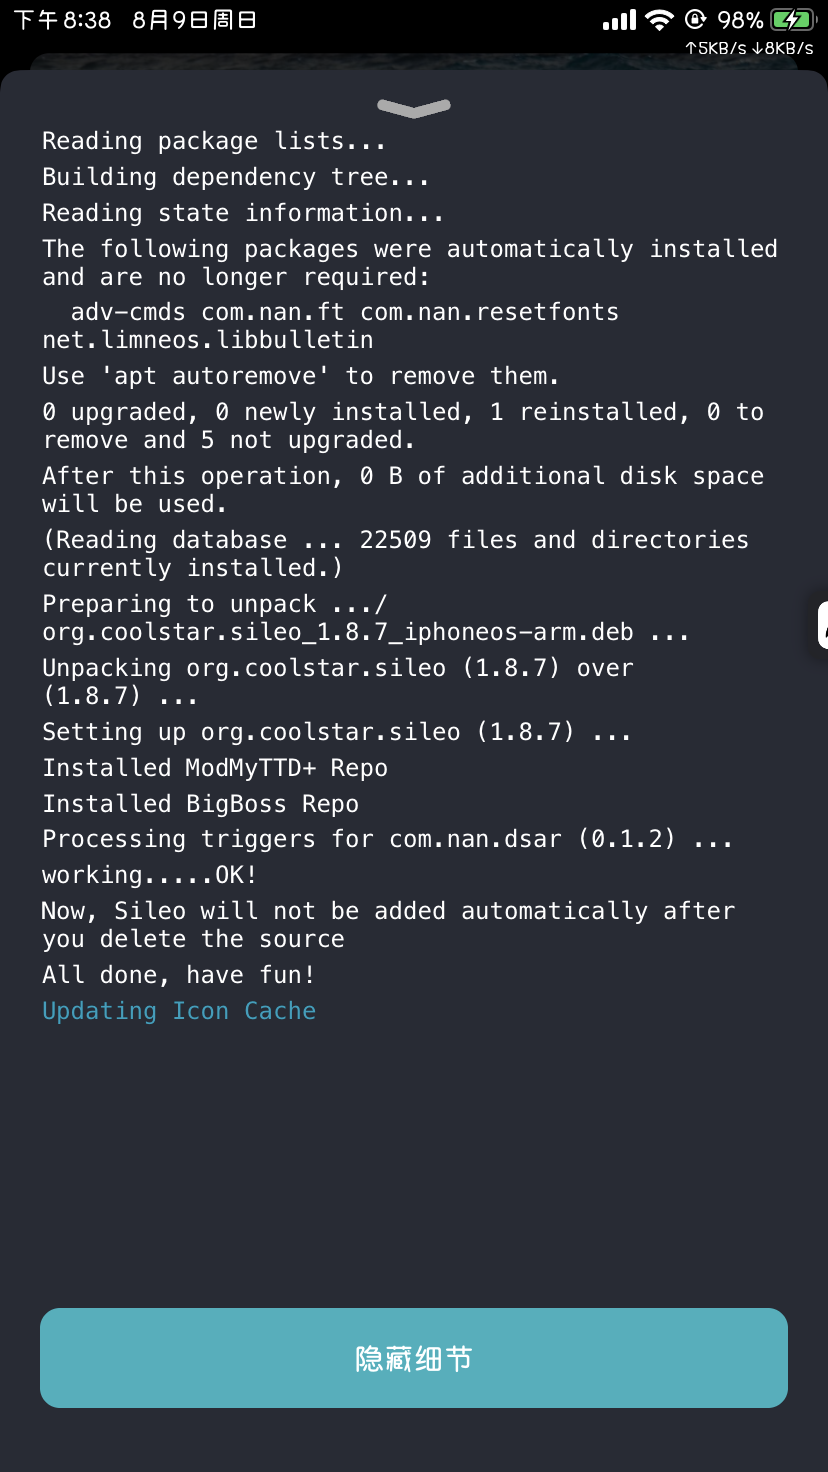 下午8:38 8月9日周日 98%
↑5KB/s ↓8KB/s
Reading package lists...
Building dependency tree...
Reading state information...
The following packages were automatically installed
and are no longer required:
adv-cmds com.nan.ft com.nan.resetfonts
net.limneos.libbulletin
Use 'apt autoremove' to remove them.
0 upgraded, 0 newly installed, 1 reinstalled, 0 to
remove and 5 not upgraded.
After this operation, 0 B of additional disk space
will be used.
(Reading database ... 22509 files and directories
currently installed.)
Preparing to unpack .../
org.coolstar.sileo_1.8.7_iphoneos-arm.deb ...
Unpacking org.coolstar.sileo (1.8.7) over
(1.8.7) ...
Setting up org.coolstar.sileo (1.8.7) ...
Installed ModMyTTD+ Repo
Installed BigBoss Repo
Processing triggers for com.nan.dsar (0.1.2) ...
working.....OK!
Now, Sileo will not be added automatically after
you delete the source
All done, have fun!
Updating Icon Cache
隐藏细节